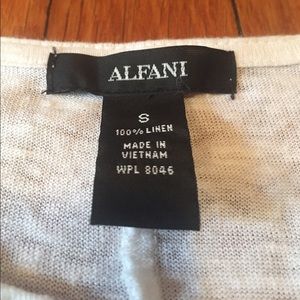 ALFANI
S
100% LINEN
MADE IN
VIETNAM
WPL 8046